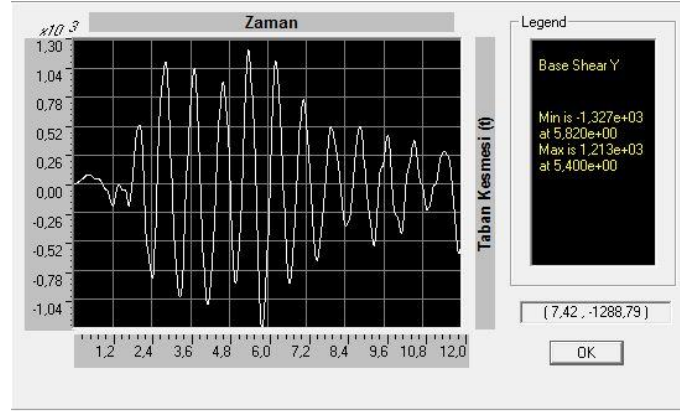 Zaman
x10 3
1,30
1,04
0,78
0,52
0,26
0,00
-0,26
-0,52
-0,78
-1,04
1,2 2,4 3,6 4,8 6,0 7,2 8,4 9,6 10,8 12,0
Taban Kesmesi (t)
Legend
Base Shear Y
Min is -1,327e+03
at 5,820e+00
Max is 1,213e+03
at 5,400e+00
( 7,42 , -1288,79 )
OK